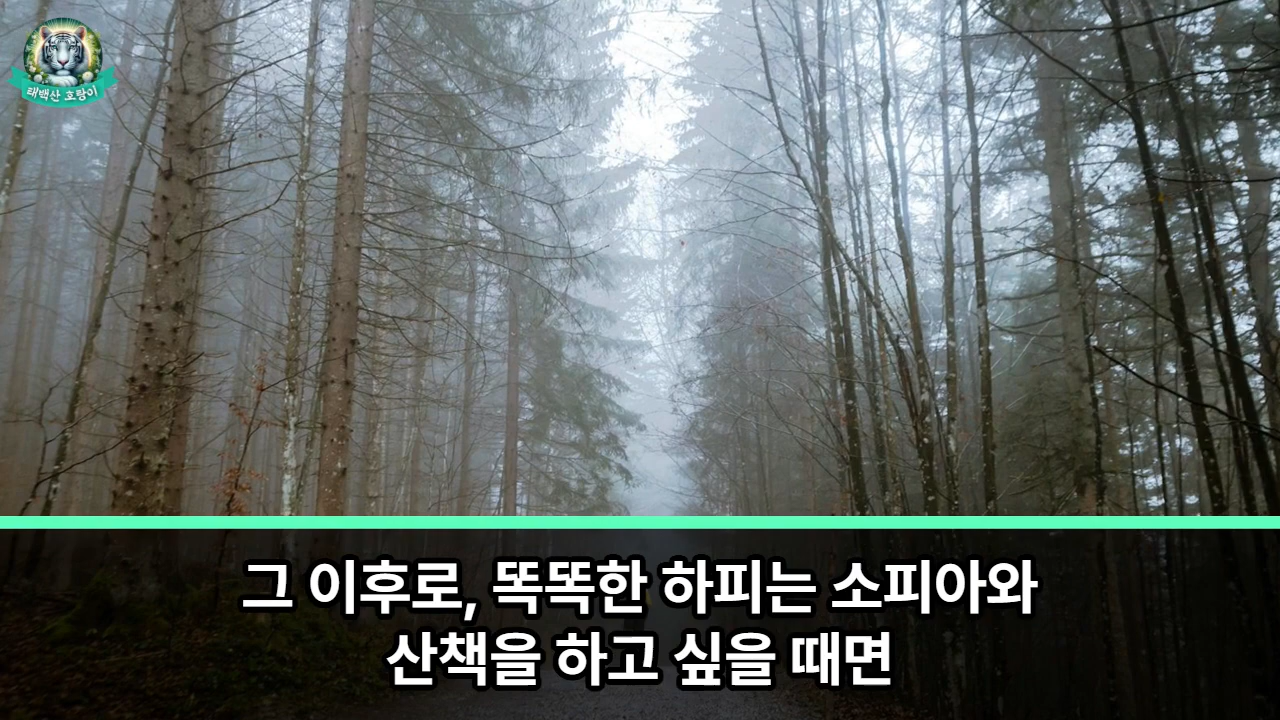 태백산 호랑이
그 이후로, 똑똑한 하피는 소피아와
산책을 하고 싶을 때면